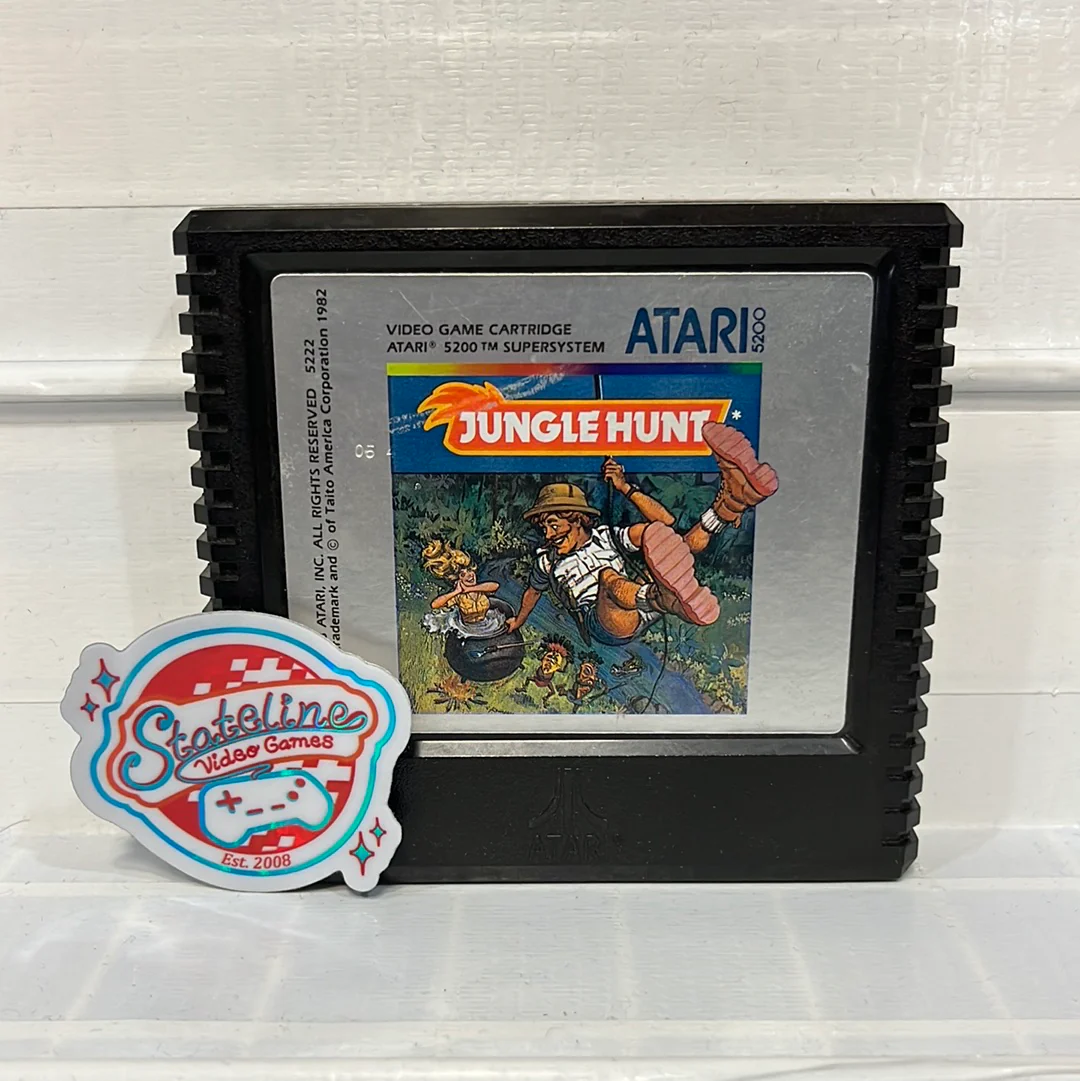 VIDEO GAME CARTRIDGE
ATARI® 5200™ SUPERSYSTEM
ATARI 5200
JUNGLE HUNT*
ATARI, INC. ALL RIGHTS RESERVED 5222
and © of Taito America Corporation 1982
06
ATARI
Stateline
Video Games
Est. 2008